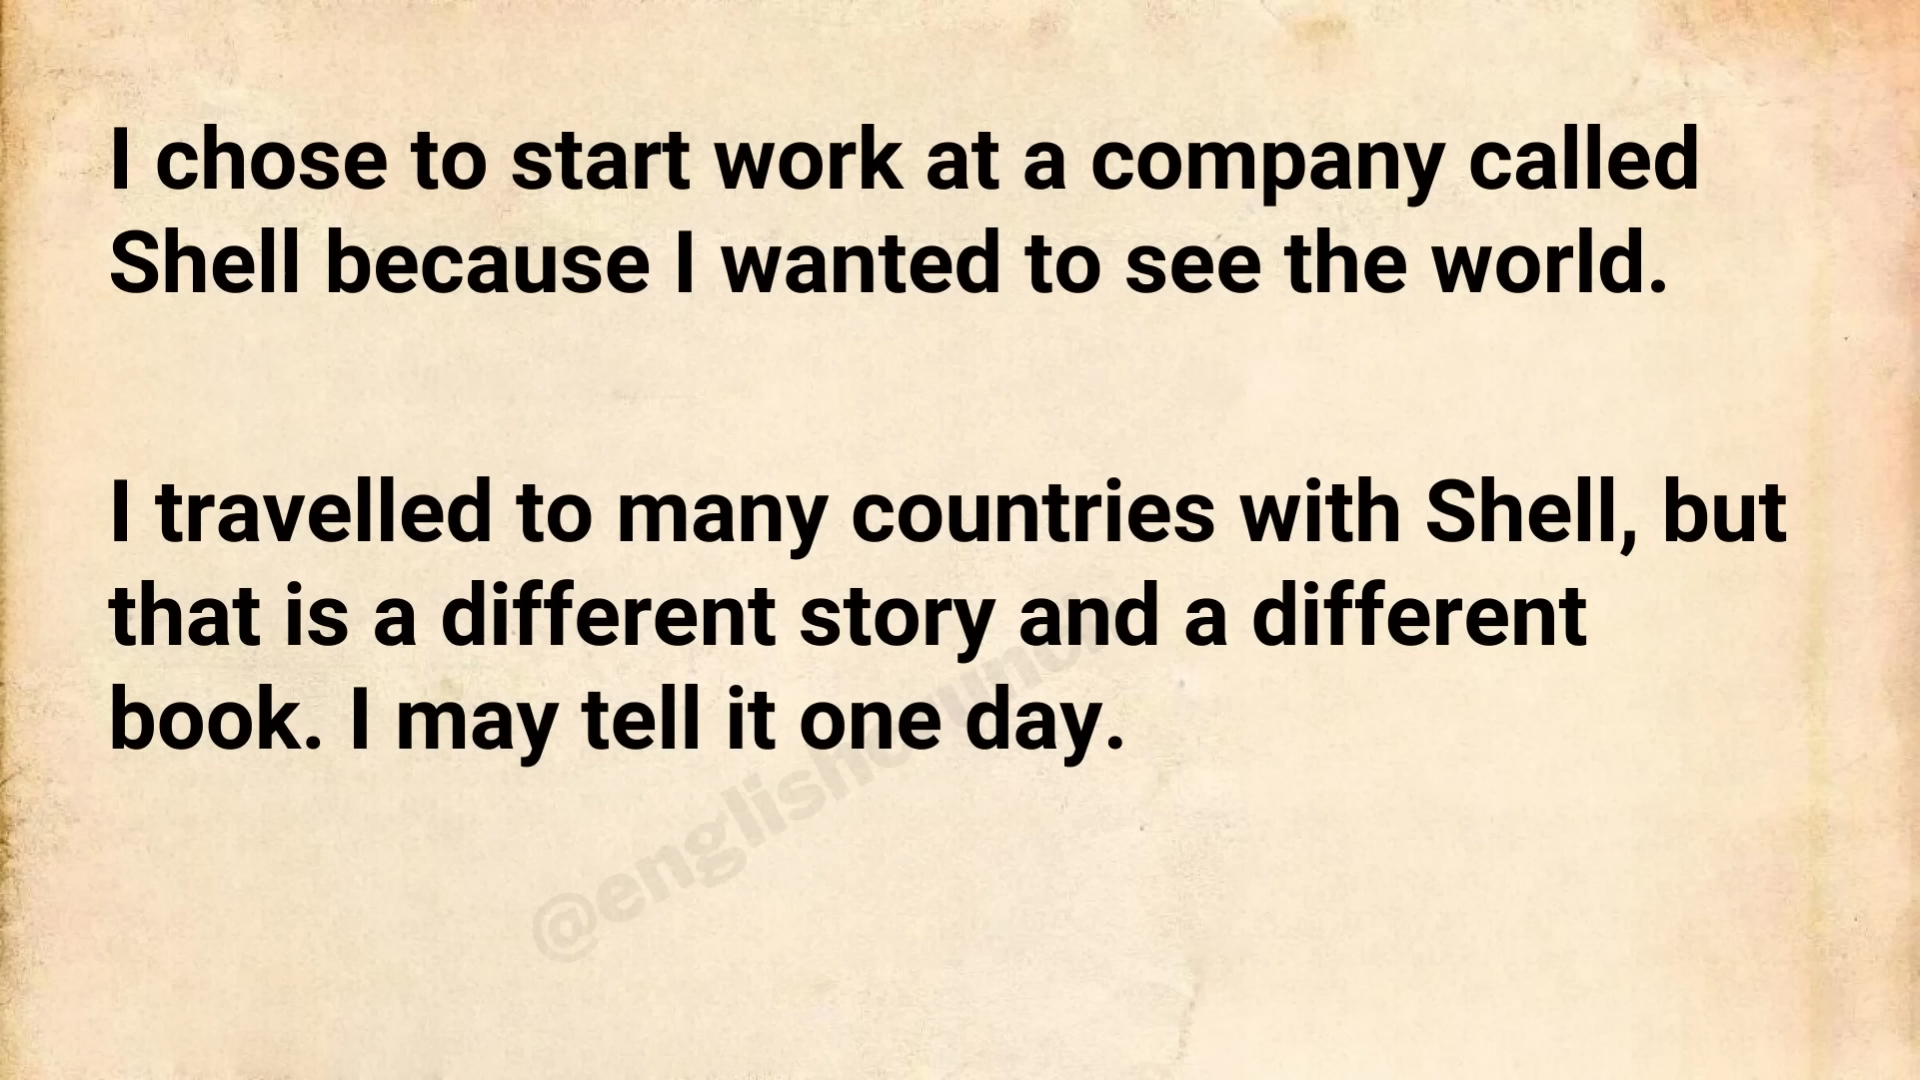 I chose to start work at a company called
Shell because I wanted to see the world.
I travelled to many countries with Shell, but
that is a different story and a different
book. I may tell it one day.